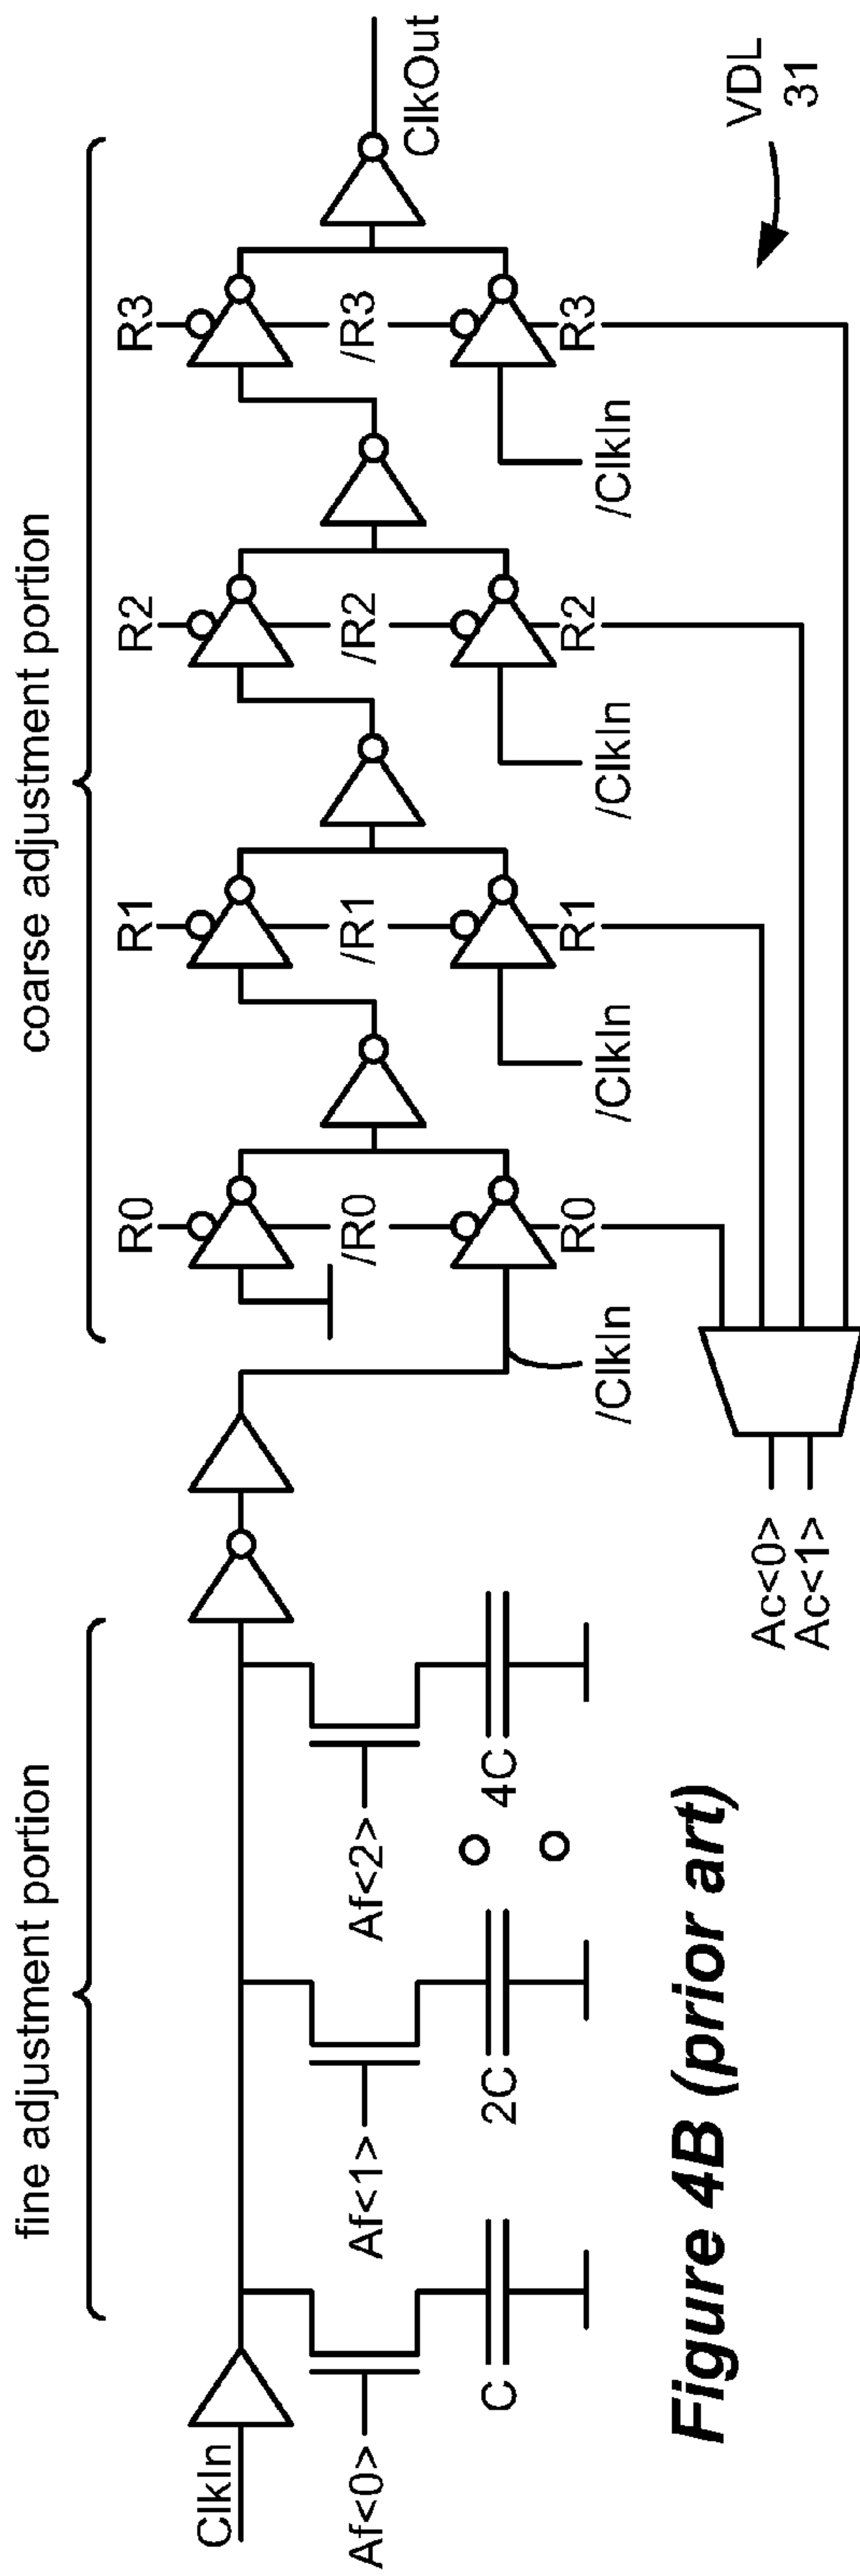 fine adjustment portion
coarse adjustment portion
ClkIn
Af<0>
Af<1>
Af<2>
C
2C
4C
R0
R1
R2
R3
/R0
/R1
/R2
/R3
R0
R1
R2
R3
/ClkIn
/ClkIn
/ClkIn
/ClkIn
ClkOut
Ac<0>
Ac<1>
VDL
31
Figure 4B (prior art)